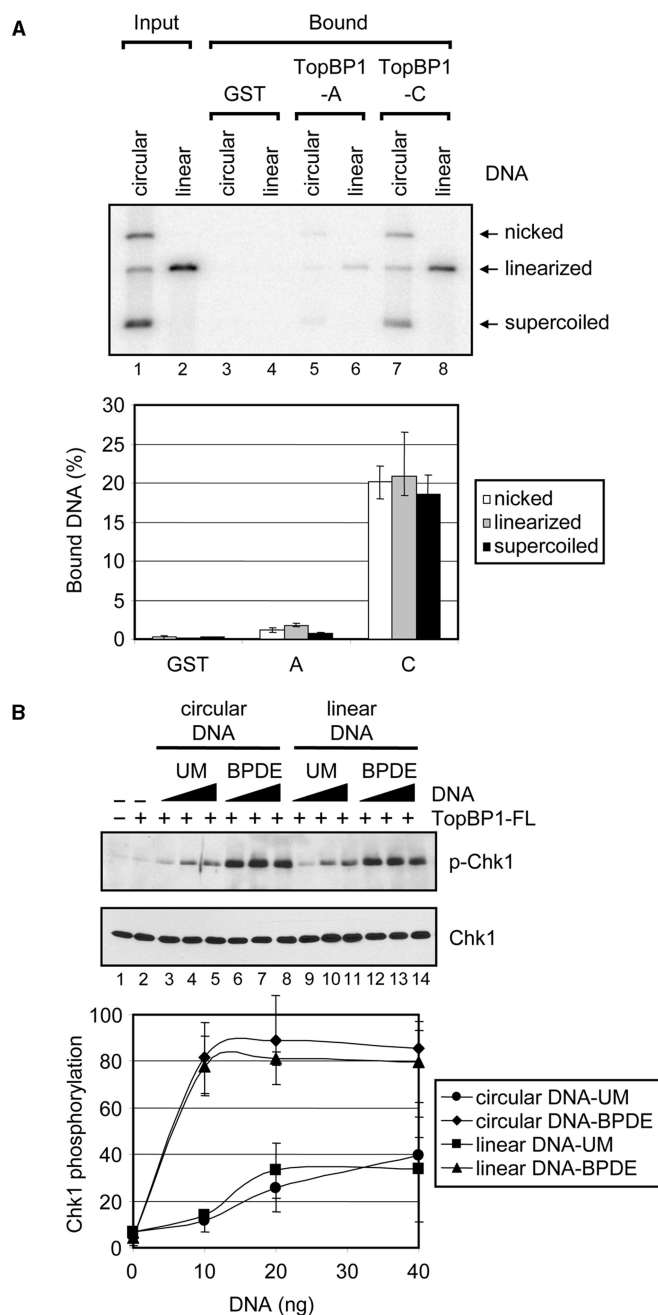 A
Input Bound
GST TopBP1 -A TopBP1 -C
circular linear circular linear circular linear circular linear DNA
nicked
linearized
supercoiled
1 2 3 4 5 6 7 8
30
25
20
15
10
5
0
Bound DNA (%)
GST A C
nicked
linearized
supercoiled
B
circular DNA linear DNA
UM BPDE UM BPDE
– – DNA
– + + + + + + + + + + + + + TopBP1-FL
p-Chk1
Chk1
1 2 3 4 5 6 7 8 9 10 11 12 13 14
100
80
60
40
20
0
Chk1 phosphorylation
0 10 20 30 40
DNA (ng)
circular DNA-UM
circular DNA-BPDE
linear DNA-UM
linear DNA-BPDE